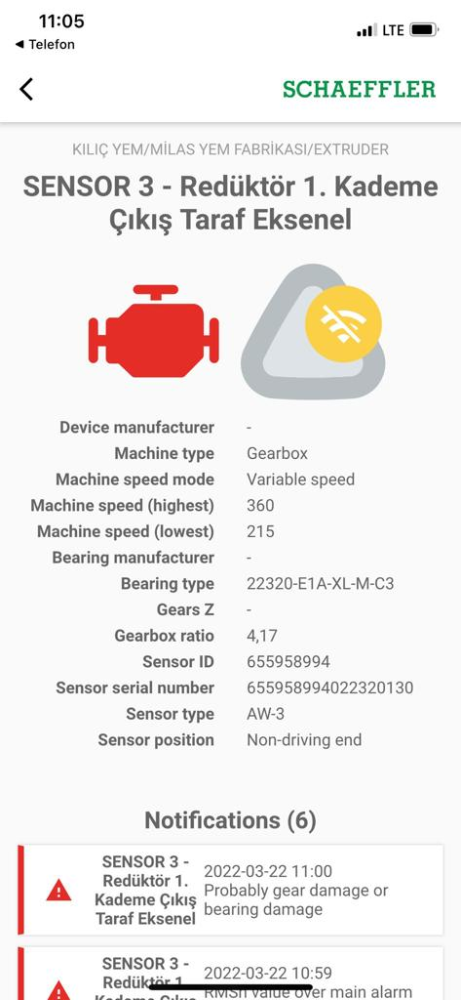 11:05
LTE
Telefon
SCHAEFFLER
KILIÇ YEM/MİLAS YEM FABRİKASI/EXTRUDER
SENSOR 3 - Redüktör 1. Kademe
Çıkış Taraf Eksenel
Device manufacturer -
Machine type Gearbox
Machine speed mode Variable speed
Machine speed (highest) 360
Machine speed (lowest) 215
Bearing manufacturer -
Bearing type 22320-E1A-XL-M-C3
Gears Z -
Gearbox ratio 4,17
Sensor ID 655958994
Sensor serial number 655958994022320130
Sensor type AW-3
Sensor position Non-driving end
Notifications (6)
SENSOR 3 -
Redüktör 1.
Kademe Çıkış
Taraf Eksenel
2022-03-22 11:00
Probably gear damage or
bearing damage
SENSOR 3 -
Redüktör 1.
2022-03-22 10:59
value over main alarm